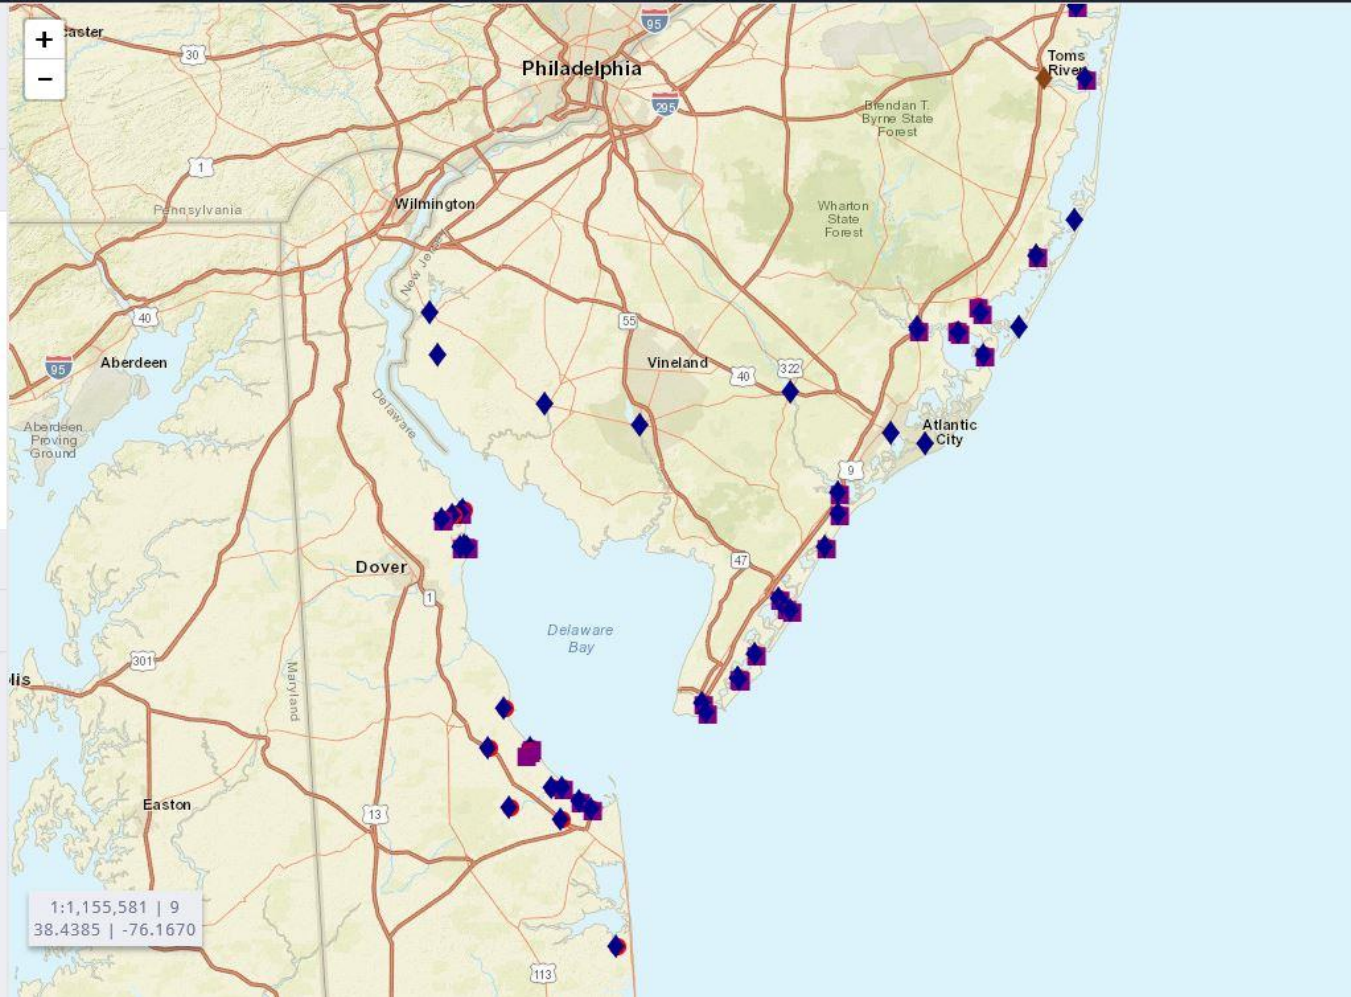 +
−
caster
30
95
Philadelphia
295
Toms
River
Brendan T.
Byrne State
Forest
1
Pennsylvania
Wilmington
Wharton
State
Forest
New Jersey
40
55
95
Aberdeen
Vineland
40
322
Delaware
Aberdeen
Proving
Ground
Atlantic
City
9
Dover
47
1
Delaware
Bay
301
lis
Maryland
Easton
13
1:1,155,581 | 9
38.4385 | -76.1670
113